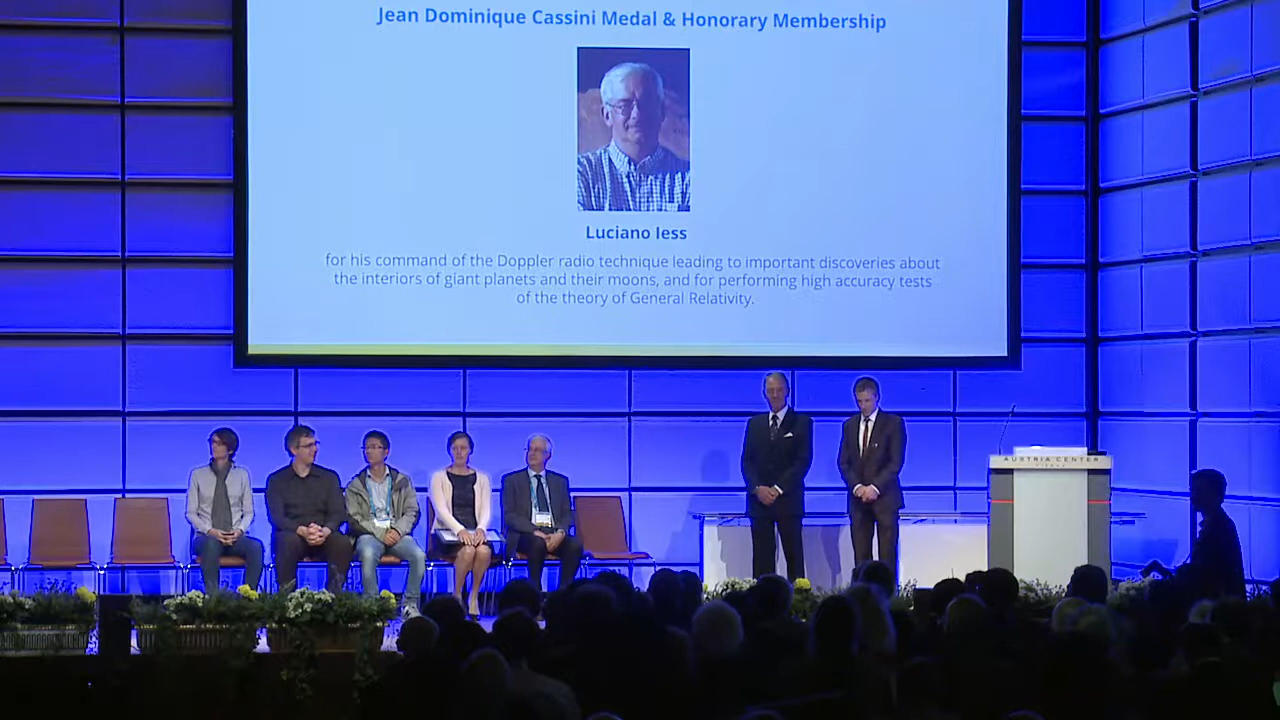 Jean Dominique Cassini Medal & Honorary Membership
Luciano Iess
for his command of the Doppler radio technique leading to important discoveries about
the interiors of giant planets and their moons, and for performing high accuracy tests
of the theory of General Relativity.
AUSTRIA CENTER
VIENNA